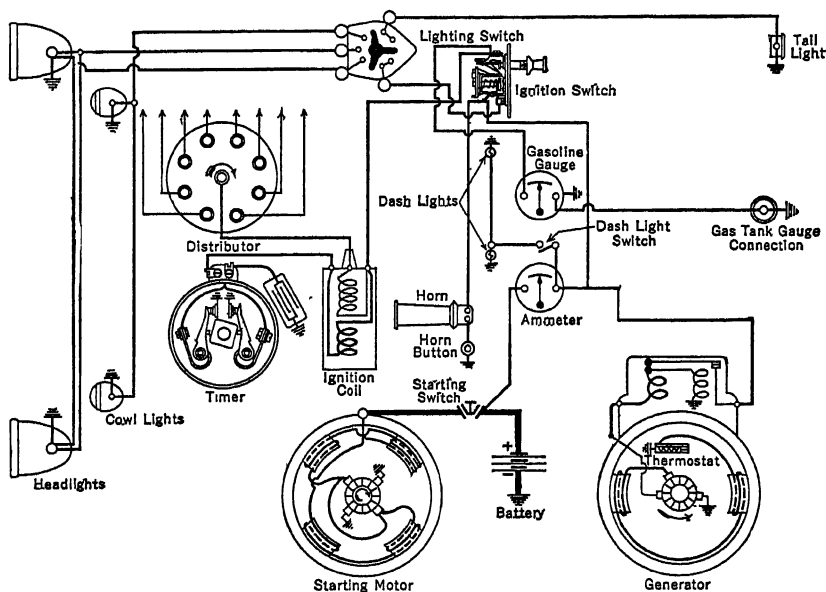 Lighting Switch
Tail
Light
Ignition Switch
Gasoline
Gauge
Dash Lights
Dash Light
Switch
Gas Tank Gauge
Connection
Distributor
Horn
Ammeter
Horn
Button
Ignition
Coil
Timer
Starting
Switch
Cowl Lights
Headlights
+
−
Thermostat
Battery
Starting Motor
Generator